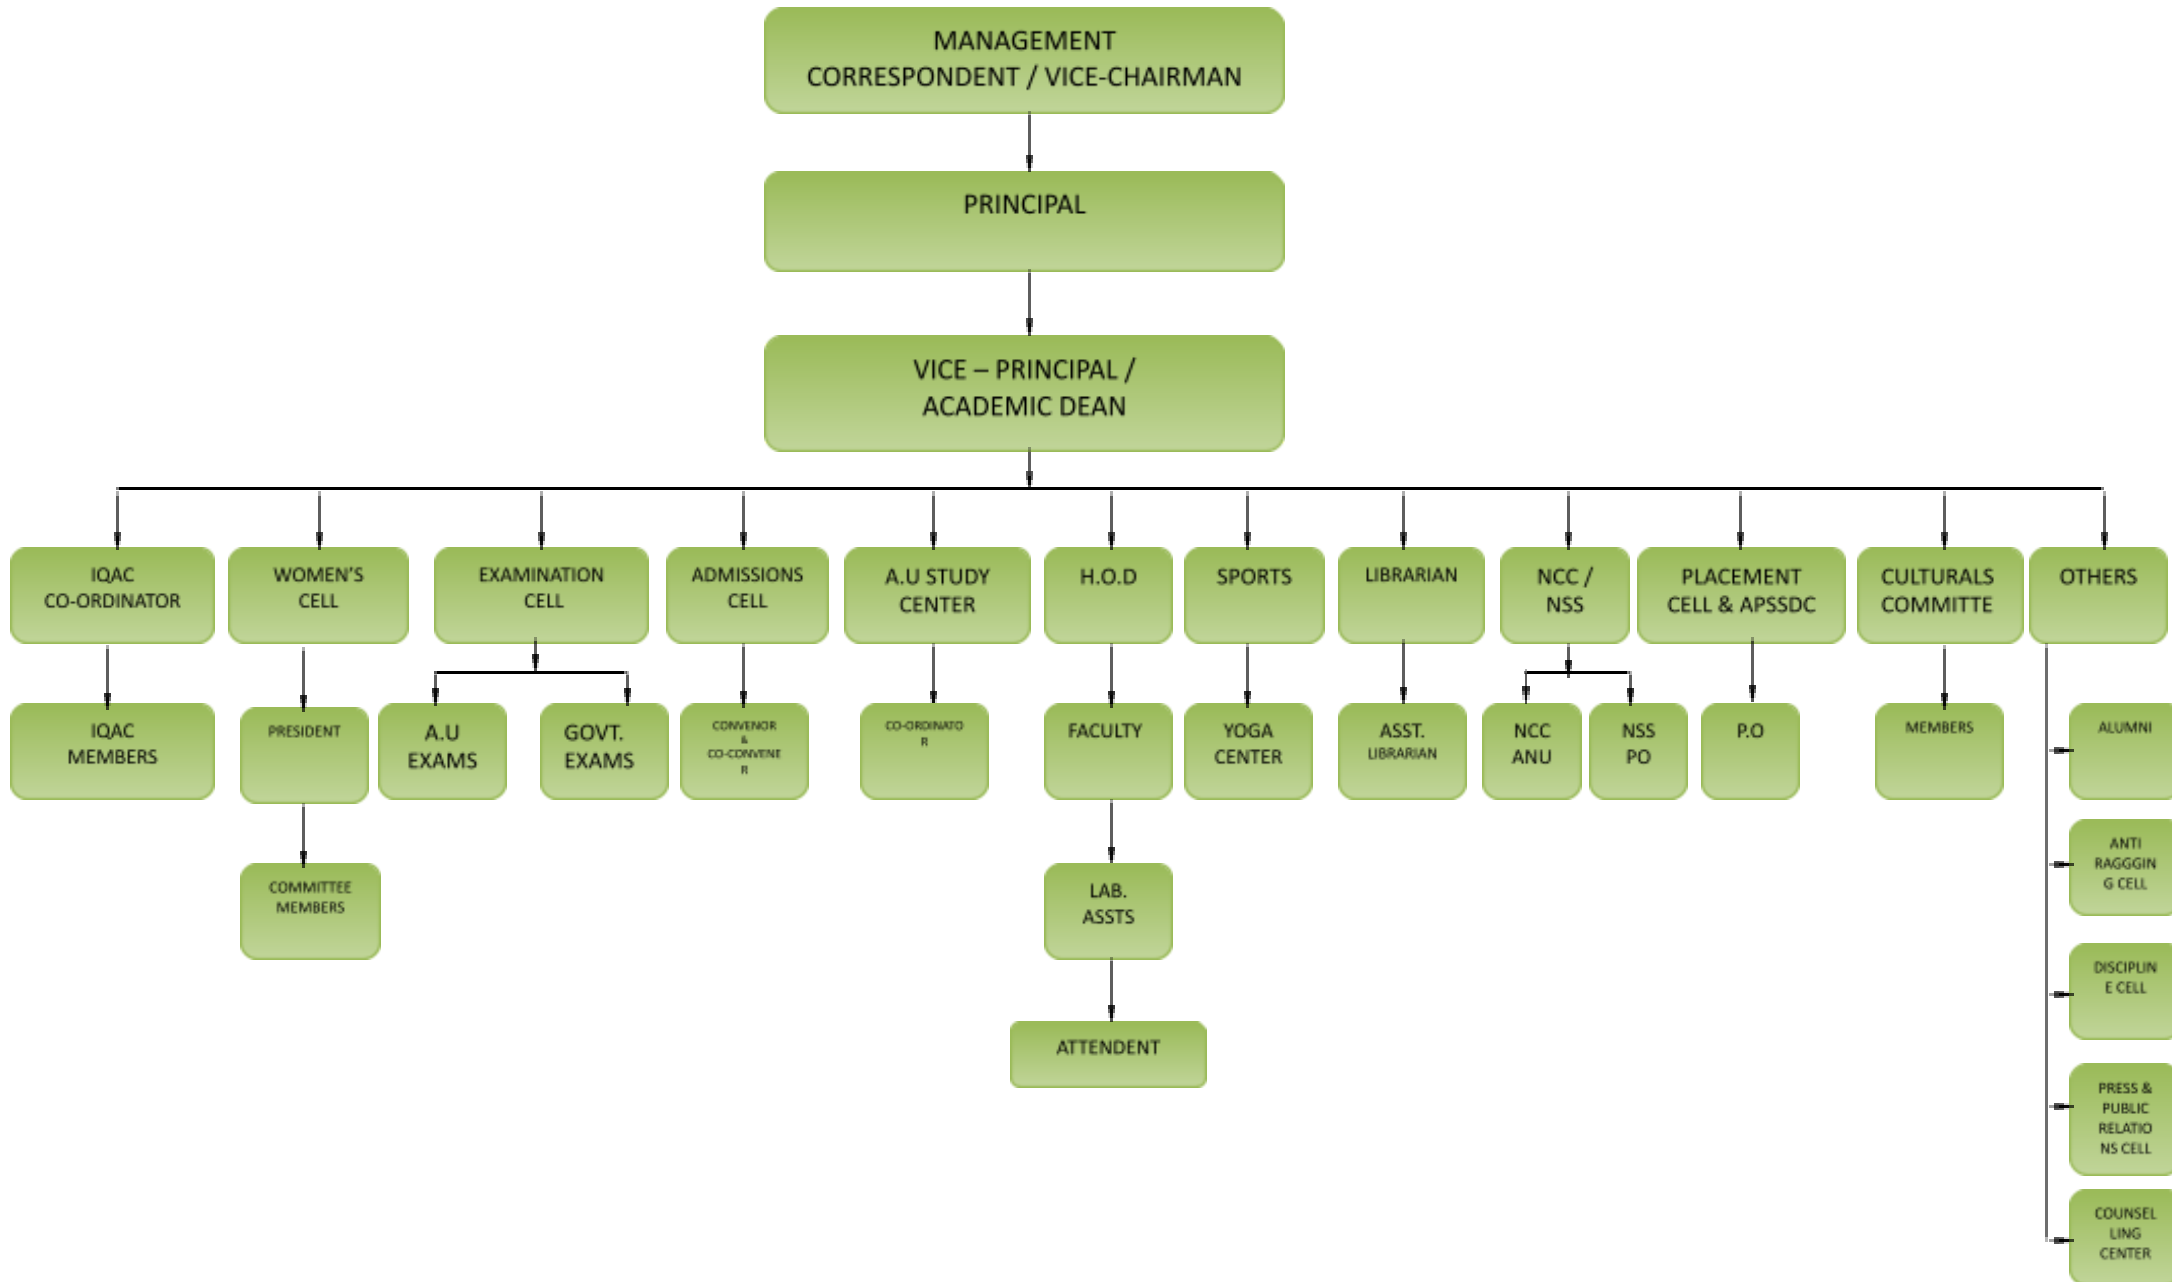 MANAGEMENT
CORRESPONDENT / VICE-CHAIRMAN
PRINCIPAL
VICE – PRINCIPAL /
ACADEMIC DEAN
IQAC
CO-ORDINATOR
WOMEN'S
CELL
EXAMINATION
CELL
ADMISSIONS
CELL
A.U STUDY
CENTER
H.O.D
SPORTS
LIBRARIAN
NCC /
NSS
PLACEMENT
CELL & APSSDC
CULTURALS
COMMITTE
OTHERS
IQAC
MEMBERS
PRESIDENT
A.U
EXAMS
GOVT.
EXAMS
CONVENOR
&
CO-CONVENE
R
CO-ORDINATO
R
FACULTY
YOGA
CENTER
ASST.
LIBRARIAN
NCC
ANU
NSS
PO
P.O
MEMBERS
ALUMNI
COMMITTEE
MEMBERS
LAB.
ASSTS
ANTI
RAGGGIN
G CELL
DISCIPLIN
E CELL
ATTENDENT
PRESS &
PUBLIC
RELATIO
NS CELL
COUNSEL
LING
CENTER